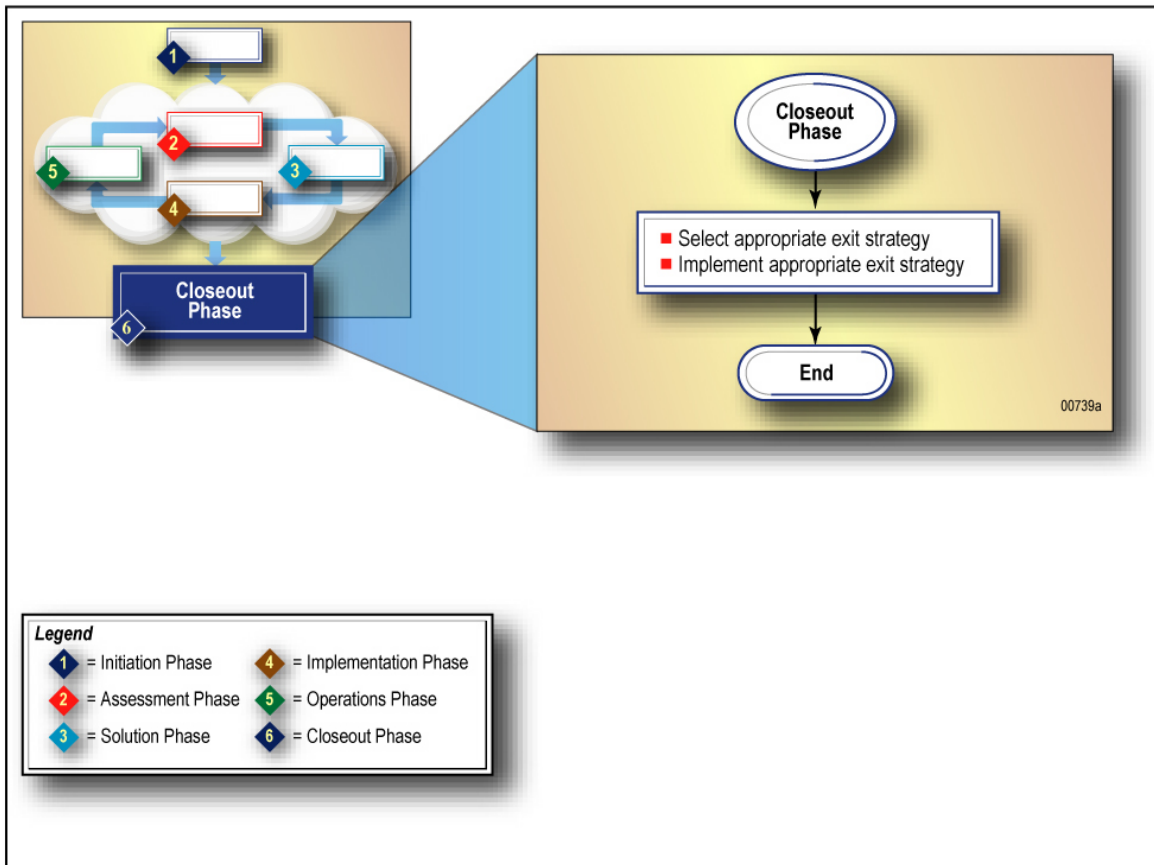 1
2
5
3
4
Closeout
Phase
6
Closeout
Phase
■ Select appropriate exit strategy
■ Implement appropriate exit strategy
End
00739a
Legend
1 = Initiation Phase
4 = Implementation Phase
2 = Assessment Phase
5 = Operations Phase
3 = Solution Phase
6 = Closeout Phase